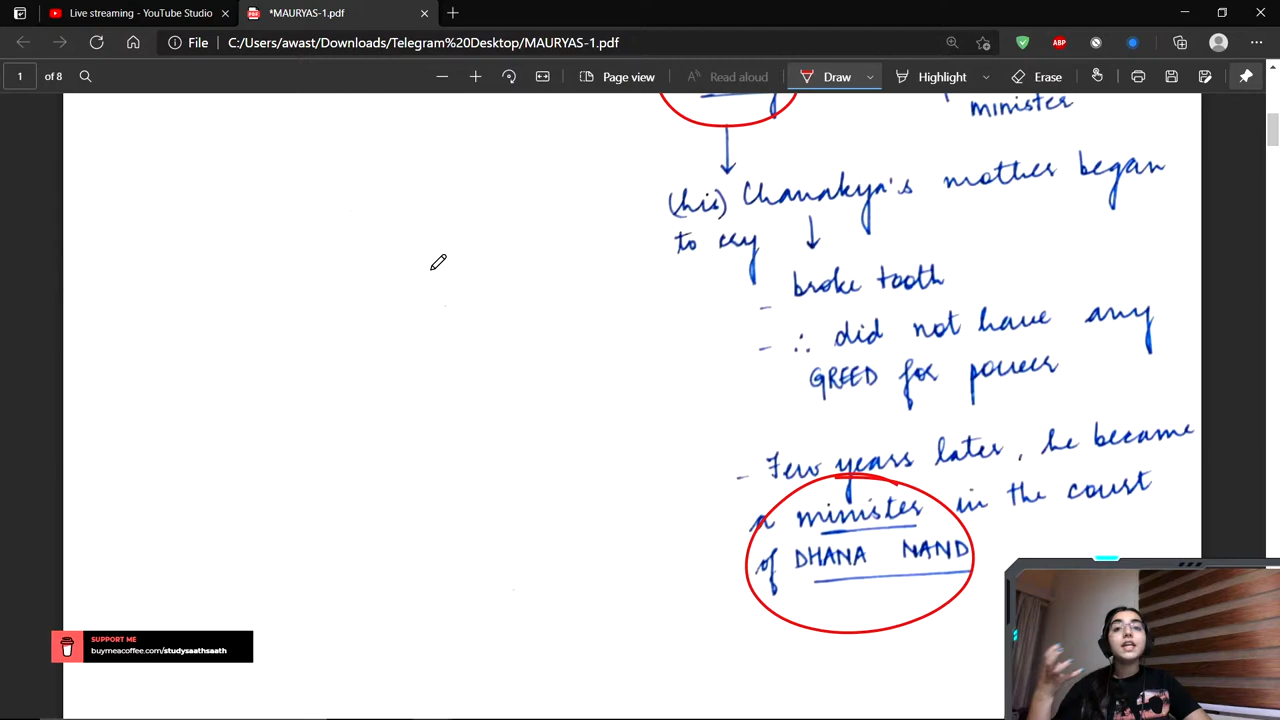 Live streaming - YouTube Studio
*MAURYAS-1.pdf
File
C:/Users/awast/Downloads/Telegram%20Desktop/MAURYAS-1.pdf
ABP
1 of 8
Page view
Read aloud
Draw
Highlight
Erase
minister
(his) Chanakya's mother began
to cry
- broke tooth
- ∴ did not have any
GREED for power
- Few years later, he became
a minister in the court
of DHANA NAND
SUPPORT ME
buymeacoffee.com/studysaathsaath